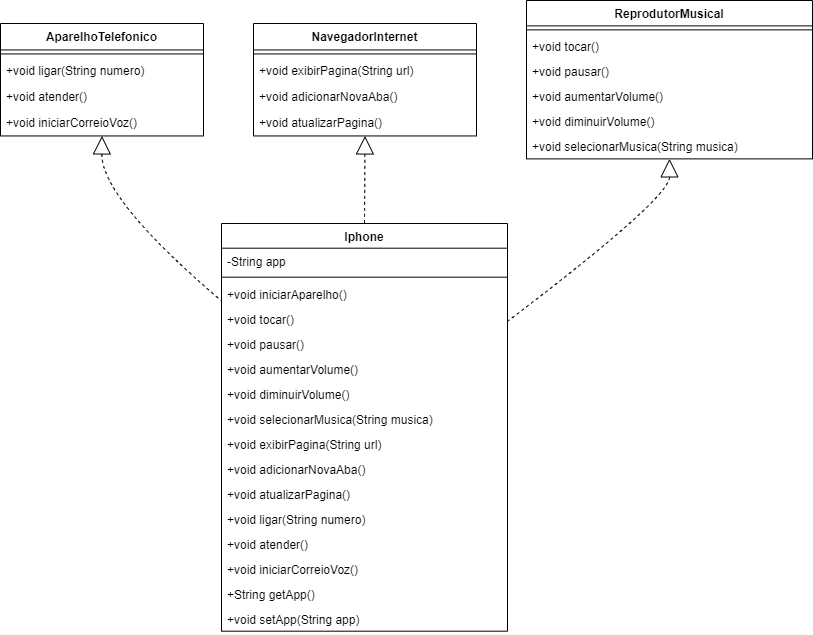 AparelhoTelefonico
+void ligar(String numero)
+void atender()
+void iniciarCorreioVoz()
NavegadorInternet
+void exibirPagina(String url)
+void adicionarNovaAba()
+void atualizarPagina()
ReprodutorMusical
+void tocar()
+void pausar()
+void aumentarVolume()
+void diminuirVolume()
+void selecionarMusica(String musica)
Iphone
-String app
+void iniciarAparelho()
+void tocar()
+void pausar()
+void aumentarVolume()
+void diminuirVolume()
+void selecionarMusica(String musica)
+void exibirPagina(String url)
+void adicionarNovaAba()
+void atualizarPagina()
+void ligar(String numero)
+void atender()
+void iniciarCorreioVoz()
+String getApp()
+void setApp(String app)